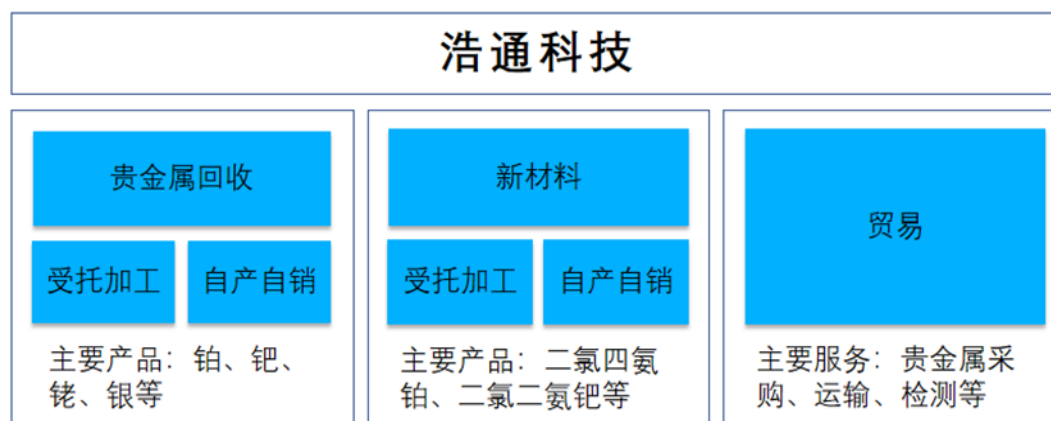 浩通科技
贵金属回收
受托加工
自产自销
主要产品：铂、钯、
铑、银等
新材料
受托加工
自产自销
主要产品：二氯四氨
铂、二氯二氨钯等
贸易
主要服务：贵金属采
购、运输、检测等